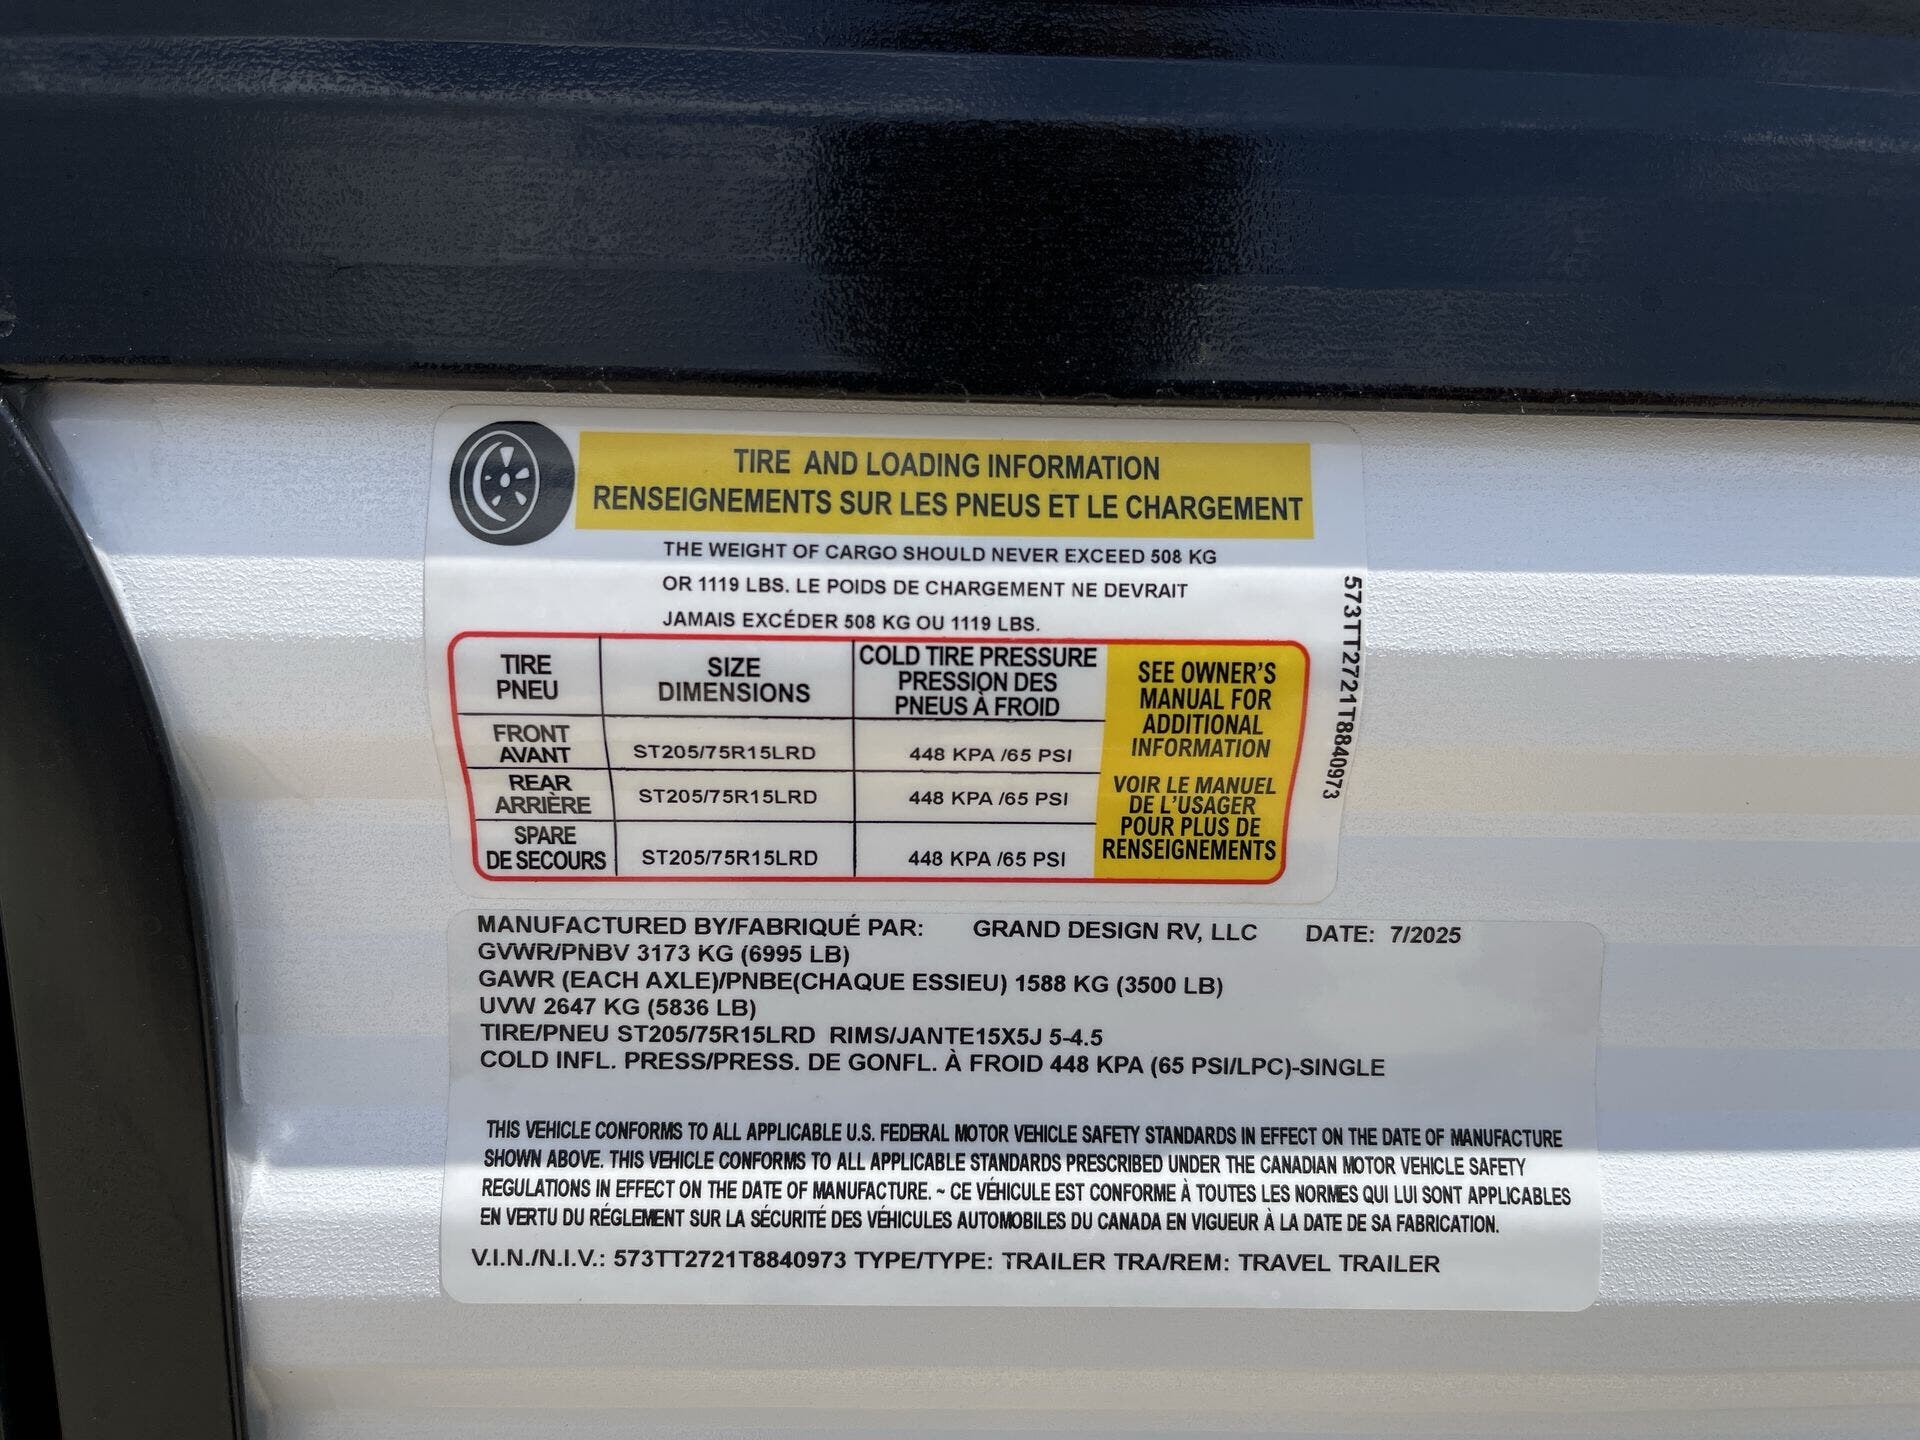 TIRE AND LOADING INFORMATION
RENSEIGNEMENTS SUR LES PNEUS ET LE CHARGEMENT
THE WEIGHT OF CARGO SHOULD NEVER EXCEED 508 KG
OR 1119 LBS. LE POIDS DE CHARGEMENT NE DEVRAIT
JAMAIS EXCÉDER 508 KG OU 1119 LBS.
TIRE
PNEU
SIZE
DIMENSIONS
COLD TIRE PRESSURE
PRESSION DES
PNEUS À FROID
FRONT
AVANT
ST205/75R15LRD
448 KPA /65 PSI
REAR
ARRIÈRE
ST205/75R15LRD
448 KPA /65 PSI
SPARE
DE SECOURS
ST205/75R15LRD
448 KPA /65 PSI
SEE OWNER'S
MANUAL FOR
ADDITIONAL
INFORMATION
VOIR LE MANUEL
DE L'USAGER
POUR PLUS DE
RENSEIGNEMENTS
573TT2721T8840973
MANUFACTURED BY/FABRIQUÉ PAR: GRAND DESIGN RV, LLC DATE: 7/2025
GVWR/PNBV 3173 KG (6995 LB)
GAWR (EACH AXLE)/PNBE(CHAQUE ESSIEU) 1588 KG (3500 LB)
UVW 2647 KG (5836 LB)
TIRE/PNEU ST205/75R15LRD RIMS/JANTE15X5J 5-4.5
COLD INFL. PRESS/PRESS. DE GONFL. À FROID 448 KPA (65 PSI/LPC)-SINGLE
THIS VEHICLE CONFORMS TO ALL APPLICABLE U.S. FEDERAL MOTOR VEHICLE SAFETY STANDARDS IN EFFECT ON THE DATE OF MANUFACTURE
SHOWN ABOVE. THIS VEHICLE CONFORMS TO ALL APPLICABLE STANDARDS PRESCRIBED UNDER THE CANADIAN MOTOR VEHICLE SAFETY
REGULATIONS IN EFFECT ON THE DATE OF MANUFACTURE. ~ CE VÉHICULE EST CONFORME À TOUTES LES NORMES QUI LUI SONT APPLICABLES
EN VERTU DU RÉGLEMENT SUR LA SÉCURITÉ DES VÉHICULES AUTOMOBILES DU CANADA EN VIGUEUR À LA DATE DE SA FABRICATION.
V.I.N./N.I.V.: 573TT2721T8840973 TYPE/TYPE: TRAILER TRA/REM: TRAVEL TRAILER